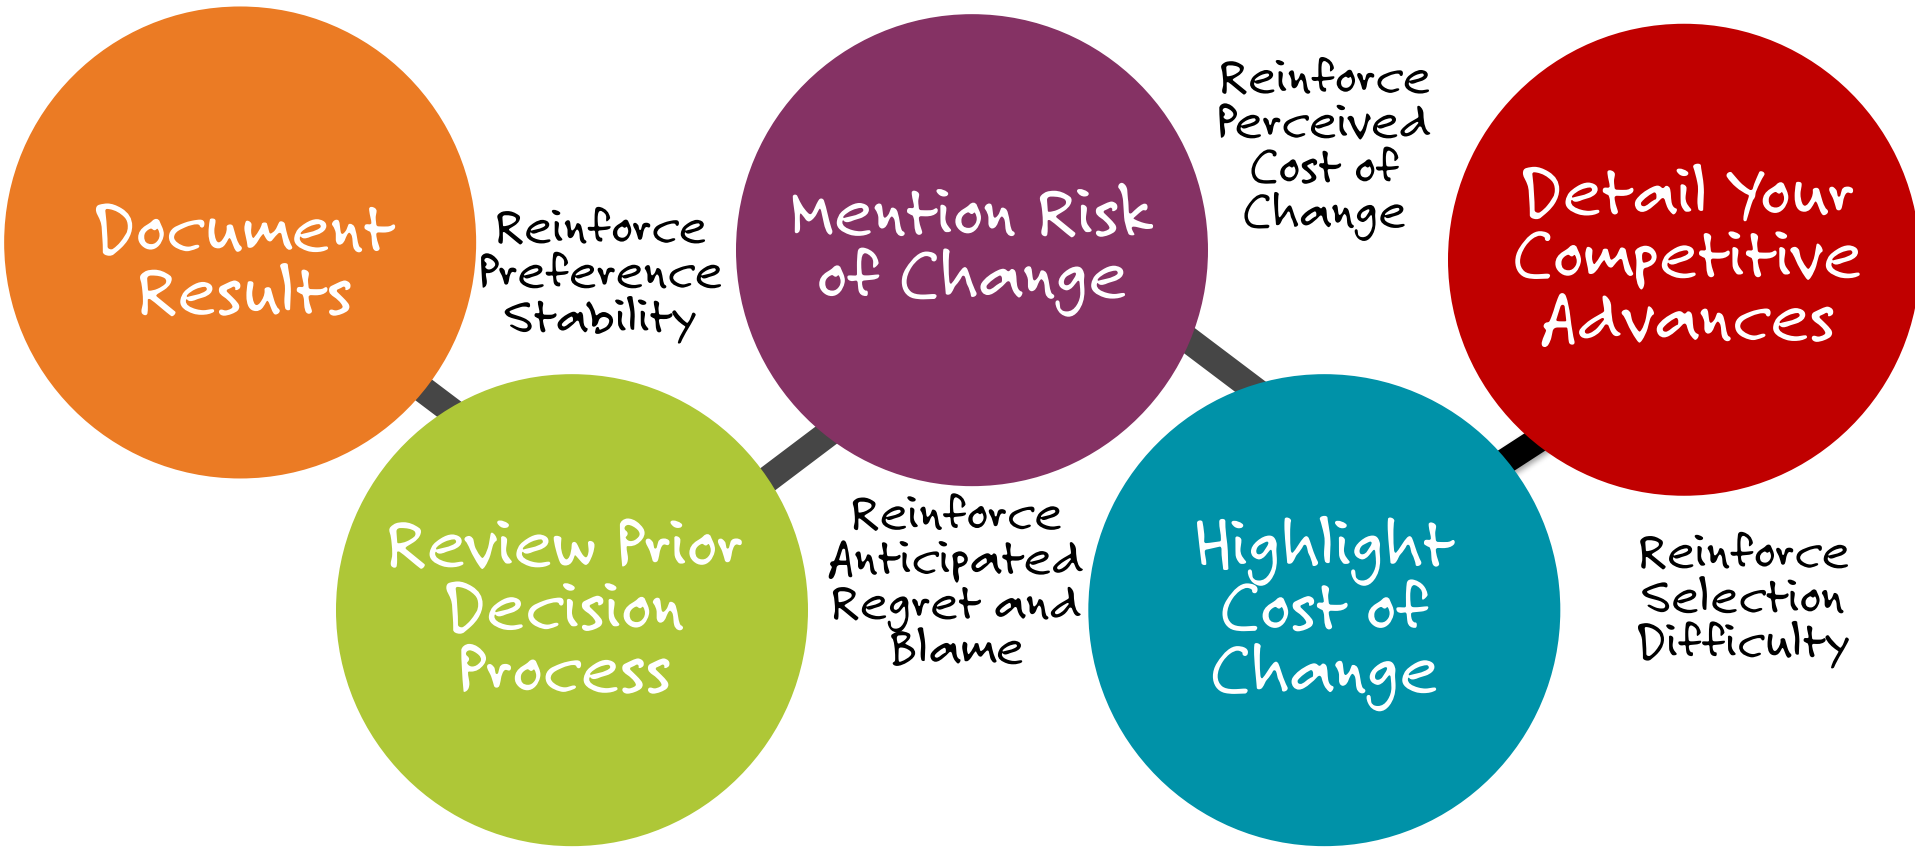 Document
Results
Reinforce
Preference
Stability
Review Prior
Decision
Process
Mention Risk
of Change
Reinforce
Anticipated
Regret and
Blame
Reinforce
Perceived
Cost of
Change
Highlight
Cost of
Change
Detail Your
Competitive
Advances
Reinforce
Selection
Difficulty